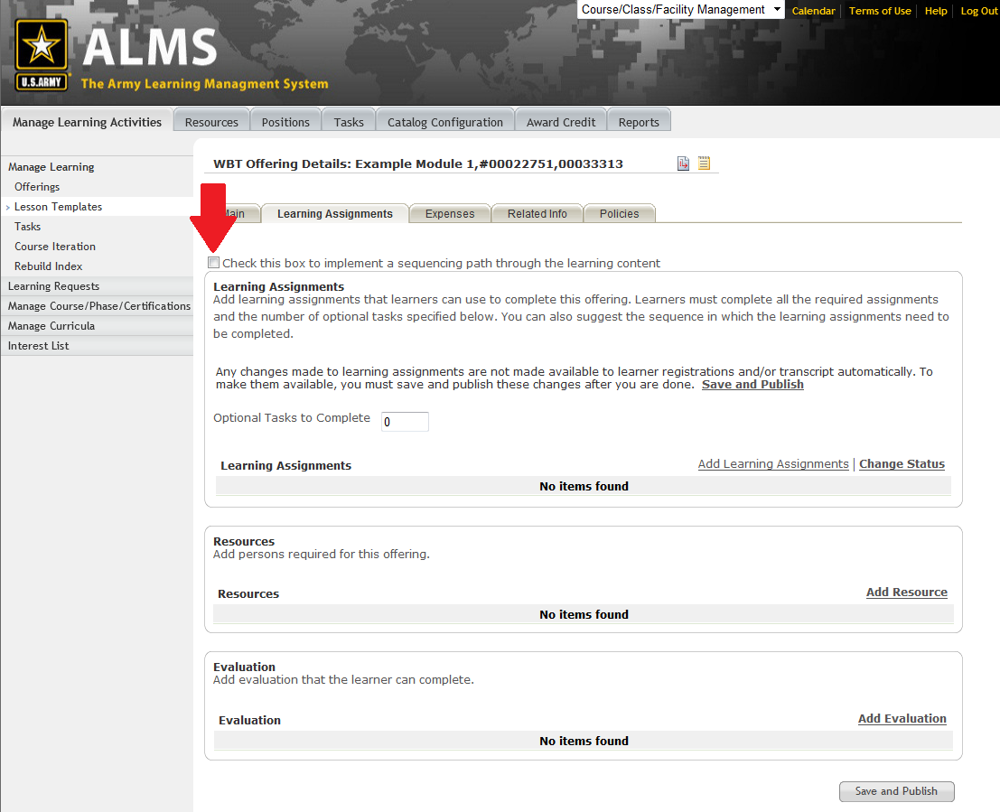 Course/Class/Facility Management
Calendar
Terms of Use
Help
Log Out
U.S.ARMY
ALMS
The Army Learning Managment System
Manage Learning Activities
Resources
Positions
Tasks
Catalog Configuration
Award Credit
Reports
Manage Learning
Offerings
Lesson Templates
Tasks
Course Iteration
Rebuild Index
Learning Requests
Manage Course/Phase/Certifications
Manage Curricula
Interest List
WBT Offering Details: Example Module 1,#00022751,00033313
Learning Assignments
Expenses
Related Info
Policies
Check this box to implement a sequencing path through the learning content
Learning Assignments
Add learning assignments that learners can use to complete this offering. Learners must complete all the required assignments
and the number of optional tasks specified below. You can also suggest the sequence in which the learning assignments need to
be completed.
Any changes made to learning assignments are not made available to learner registrations and/or transcript automatically. To
make them available, you must save and publish these changes after you are done. Save and Publish
Optional Tasks to Complete 0
Learning Assignments
Add Learning Assignments | Change Status
No items found
Resources
Add persons required for this offering.
Resources
Add Resource
No items found
Evaluation
Add evaluation that the learner can complete.
Evaluation
Add Evaluation
No items found
Save and Publish